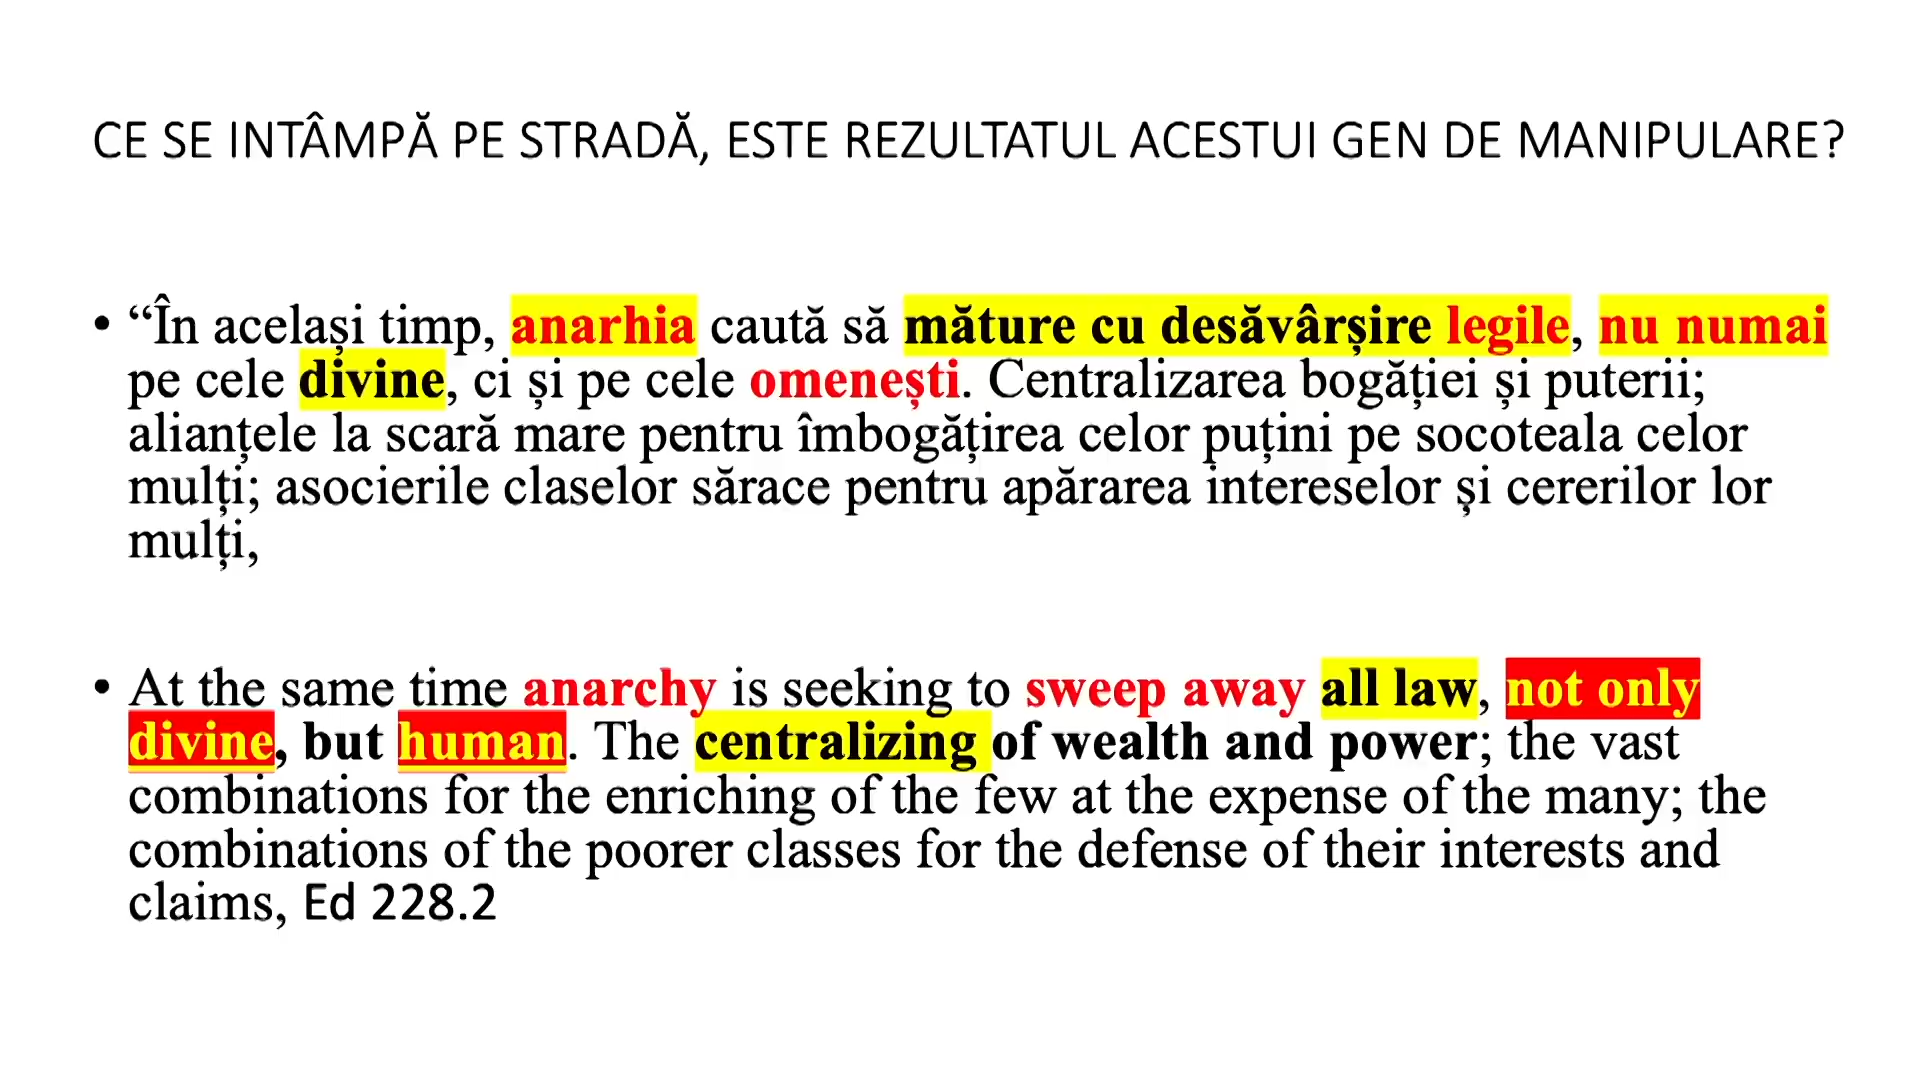 CE SE INTÂMPĂ PE STRADĂ, ESTE REZULTATUL ACESTUI GEN DE MANIPULARE?
• “În același timp, anarhia caută să măture cu desăvârșire legile, nu numai
pe cele divine, ci și pe cele omenești. Centralizarea bogăției și puterii;
alianțele la scară mare pentru îmbogățirea celor puțini pe socoteala celor
mulți; asocierile claselor sărace pentru apărarea intereselor și cererilor lor
mulți,
• At the same time anarchy is seeking to sweep away all law, not only
divine, but human. The centralizing of wealth and power; the vast
combinations for the enriching of the few at the expense of the many; the
combinations of the poorer classes for the defense of their interests and
claims, Ed 228.2